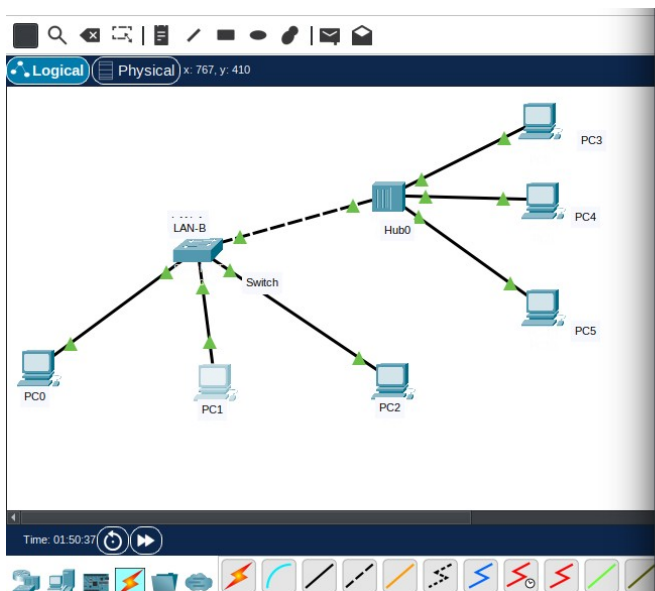 Logical Physical x: 767, y: 410
PC3
PC4
LAN-B
Hub0
Switch
PC5
PC0
PC1
PC2
Time: 01:50:37